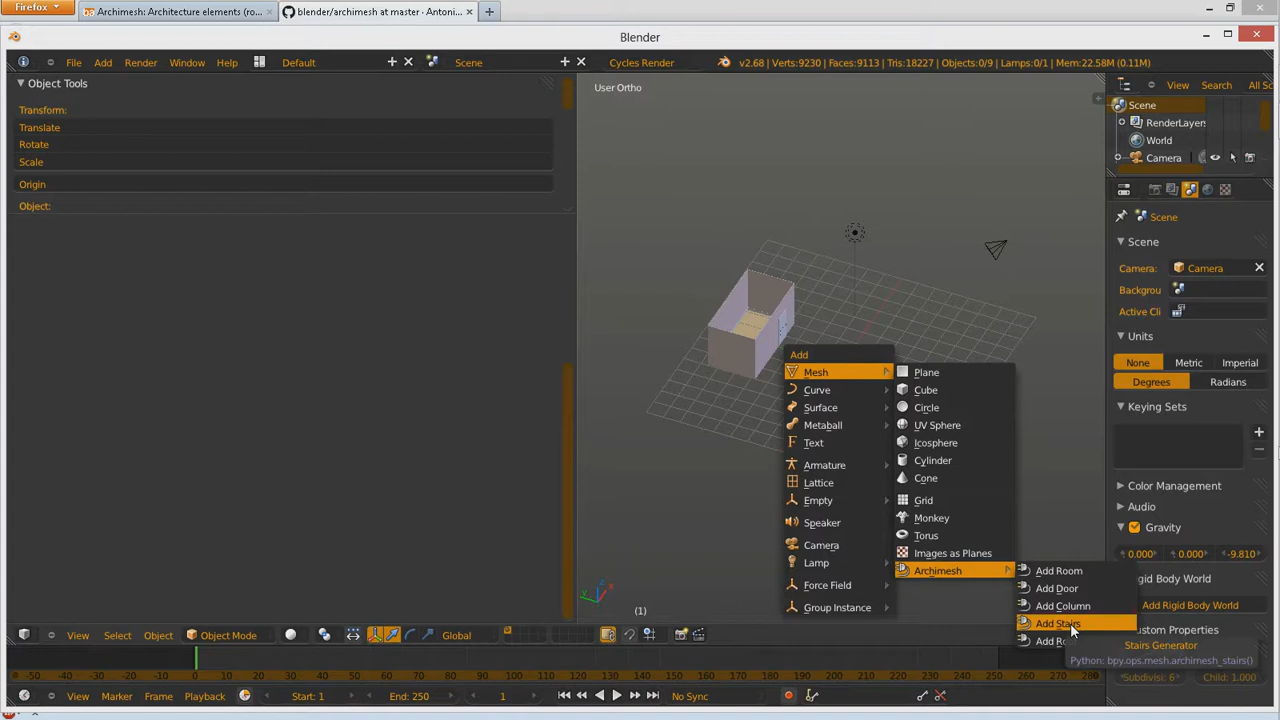 Firefox
Archimesh: Architecture elements (ro...
blender/archimesh at master · Ad...
Blender
File Add Render Window Help Default Scene Cycles Render v2.68 | Verts:9230 | Faces:9113 | Tris:18227 | Objects:0/9 | Lamps:0/1 | Mem:22.58M (0.11M)
Object Tools
Transform:
Translate
Rotate
Scale
Origin
Object:
User Ortho
(1)
Add
Mesh
Curve
Surface
Metaball
Text
Armature
Lattice
Empty
Speaker
Camera
Lamp
Force Field
Group Instance
Plane
Cube
Circle
UV Sphere
Icosphere
Cylinder
Cone
Grid
Monkey
Torus
Images as Planes
Archimesh
Add Room
Add Door
Add Column
Add Stairs
Add Ro
Stairs Generator
Python: bpy.ops.mesh.archimesh_stairs()
View Search All Sc
Scene
RenderLayers
World
Camera
Scene
Scene
Camera: Camera
Backgrou
Active Cli
Units
None Metric Imperial
Degrees Radians
Keying Sets
Color Management
Audio
Gravity
0.000 0.000 -9.810
igid Body World
Add Rigid Body World
ustom Properties
Subdivisi: 6 Child: 1.000
View Select Object Object Mode Global
-50 -40 -30 -20 -10 0 10 20 30 40 50 60 70 80 90 100 110 120 130 140 150 160 170 180 190 200 210 220 230 240 250 260 270 280
View Marker Frame Playback Start: 1 End: 250 1 No Sync